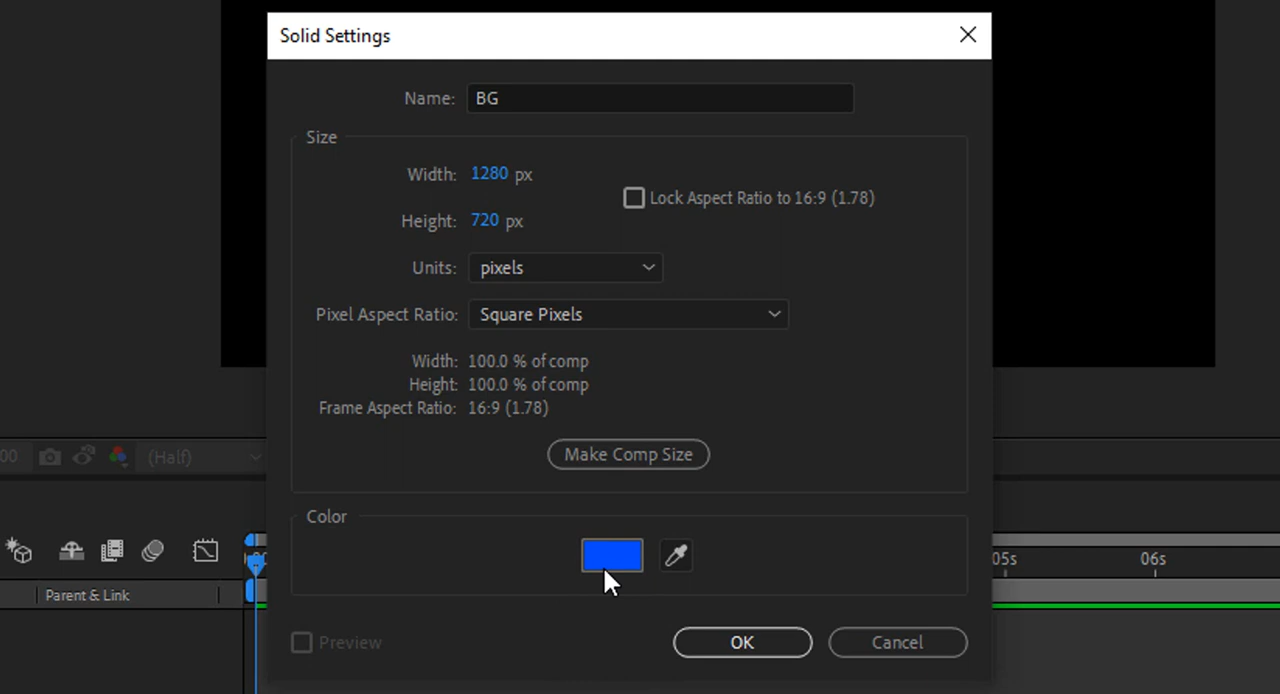 Solid Settings
Name: BG
Size
Width: 1280 px
Lock Aspect Ratio to 16:9 (1.78)
Height: 720 px
Units: pixels
Pixel Aspect Ratio: Square Pixels
Width: 100.0 % of comp
Height: 100.0 % of comp
Frame Aspect Ratio: 16:9 (1.78)
Make Comp Size
00 (Half)
Color
05s 06s
Parent & Link
Preview OK Cancel